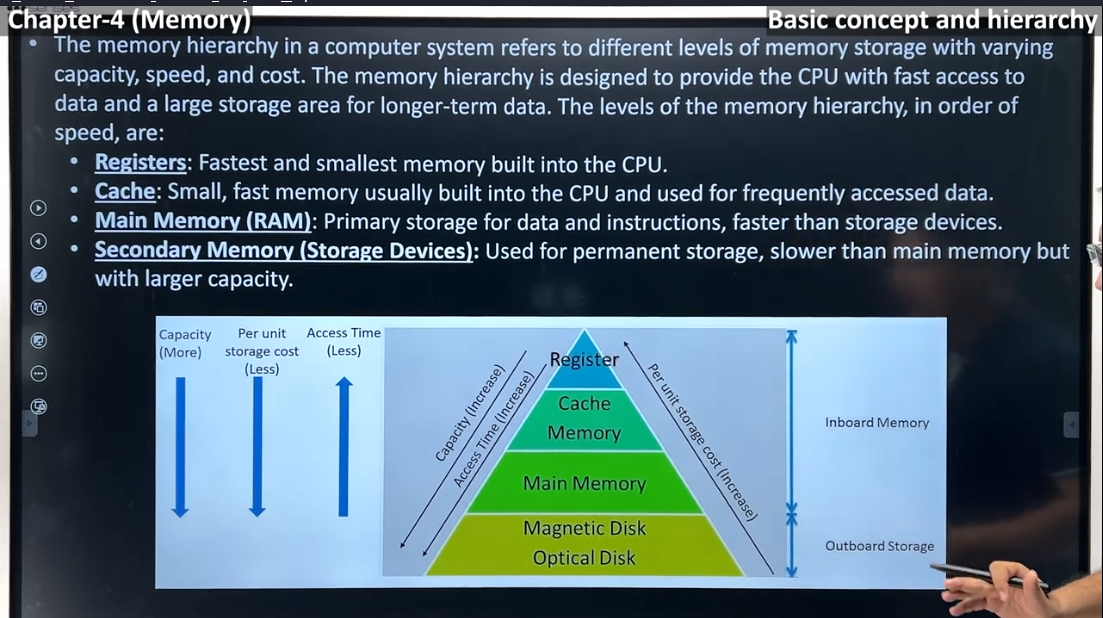 Chapter-4 (Memory)
Basic concept and hierarchy
• The memory hierarchy in a computer system refers to different levels of memory storage with varying
capacity, speed, and cost. The memory hierarchy is designed to provide the CPU with fast access to
data and a large storage area for longer-term data. The levels of the memory hierarchy, in order of
speed, are:
• Registers: Fastest and smallest memory built into the CPU.
• Cache: Small, fast memory usually built into the CPU and used for frequently accessed data.
• Main Memory (RAM): Primary storage for data and instructions, faster than storage devices.
• Secondary Memory (Storage Devices): Used for permanent storage, slower than main memory but
with larger capacity.
Capacity
(More)
Per unit
storage cost
(Less)
Access Time
(Less)
Capacity (Increase)
Access Time (Increase)
Register
Cache
Memory
Main Memory
Magnetic Disk
Optical Disk
Per unit storage cost (Increase)
Inboard Memory
Outboard Storage